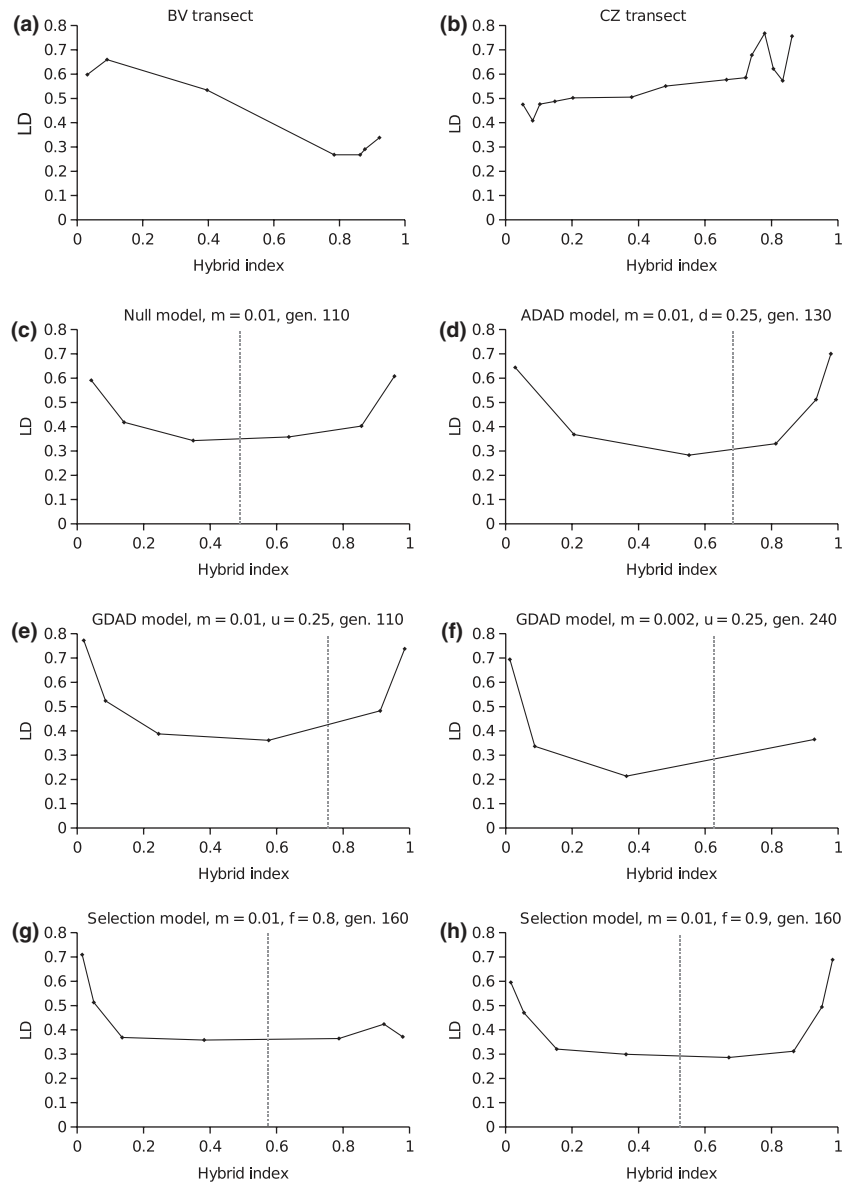 (a)
BV transect
0.8
0.7
0.6
0.5
0.4
0.3
0.2
0.1
0
LD
0 0.2 0.4 0.6 0.8 1
Hybrid index
(b)
CZ transect
0.8
0.7
0.6
0.5
0.4
0.3
0.2
0.1
0
LD
0 0.2 0.4 0.6 0.8 1
Hybrid index
(c)
Null model, m = 0.01, gen. 110
0.8
0.7
0.6
0.5
0.4
0.3
0.2
0.1
0
LD
0 0.2 0.4 0.6 0.8 1
Hybrid index
(d)
ADAD model, m = 0.01, d = 0.25, gen. 130
0.8
0.7
0.6
0.5
0.4
0.3
0.2
0.1
0
LD
0 0.2 0.4 0.6 0.8 1
Hybrid index
(e)
GDAD model, m = 0.01, u = 0.25, gen. 110
0.8
0.7
0.6
0.5
0.4
0.3
0.2
0.1
0
LD
0 0.2 0.4 0.6 0.8 1
Hybrid index
(f)
GDAD model, m = 0.002, u = 0.25, gen. 240
0.8
0.7
0.6
0.5
0.4
0.3
0.2
0.1
0
LD
0 0.2 0.4 0.6 0.8 1
Hybrid index
(g)
Selection model, m = 0.01, f = 0.8, gen. 160
0.8
0.7
0.6
0.5
0.4
0.3
0.2
0.1
0
LD
0 0.2 0.4 0.6 0.8 1
Hybrid index
(h)
Selection model, m = 0.01, f = 0.9, gen. 160
0.8
0.7
0.6
0.5
0.4
0.3
0.2
0.1
0
LD
0 0.2 0.4 0.6 0.8 1
Hybrid index